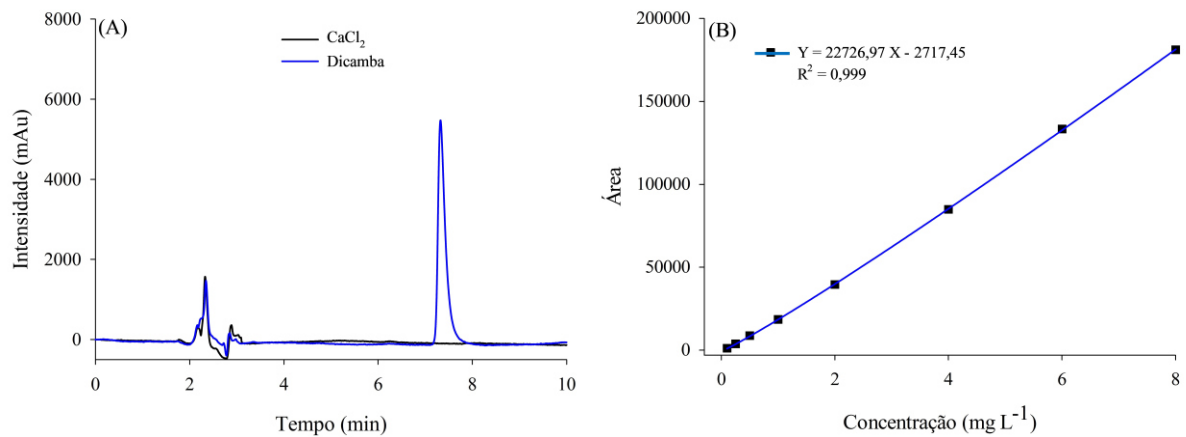 (A)
CaCl₂
Dicamba
8000
6000
4000
2000
0
Intensidade (mAu)
0 2 4 6 8 10
Tempo (min)
(B)
Y = 22726,97 X - 2717,45
R² = 0,999
200000
150000
100000
50000
0
Área
0 2 4 6 8
Concentração (mg L⁻¹)